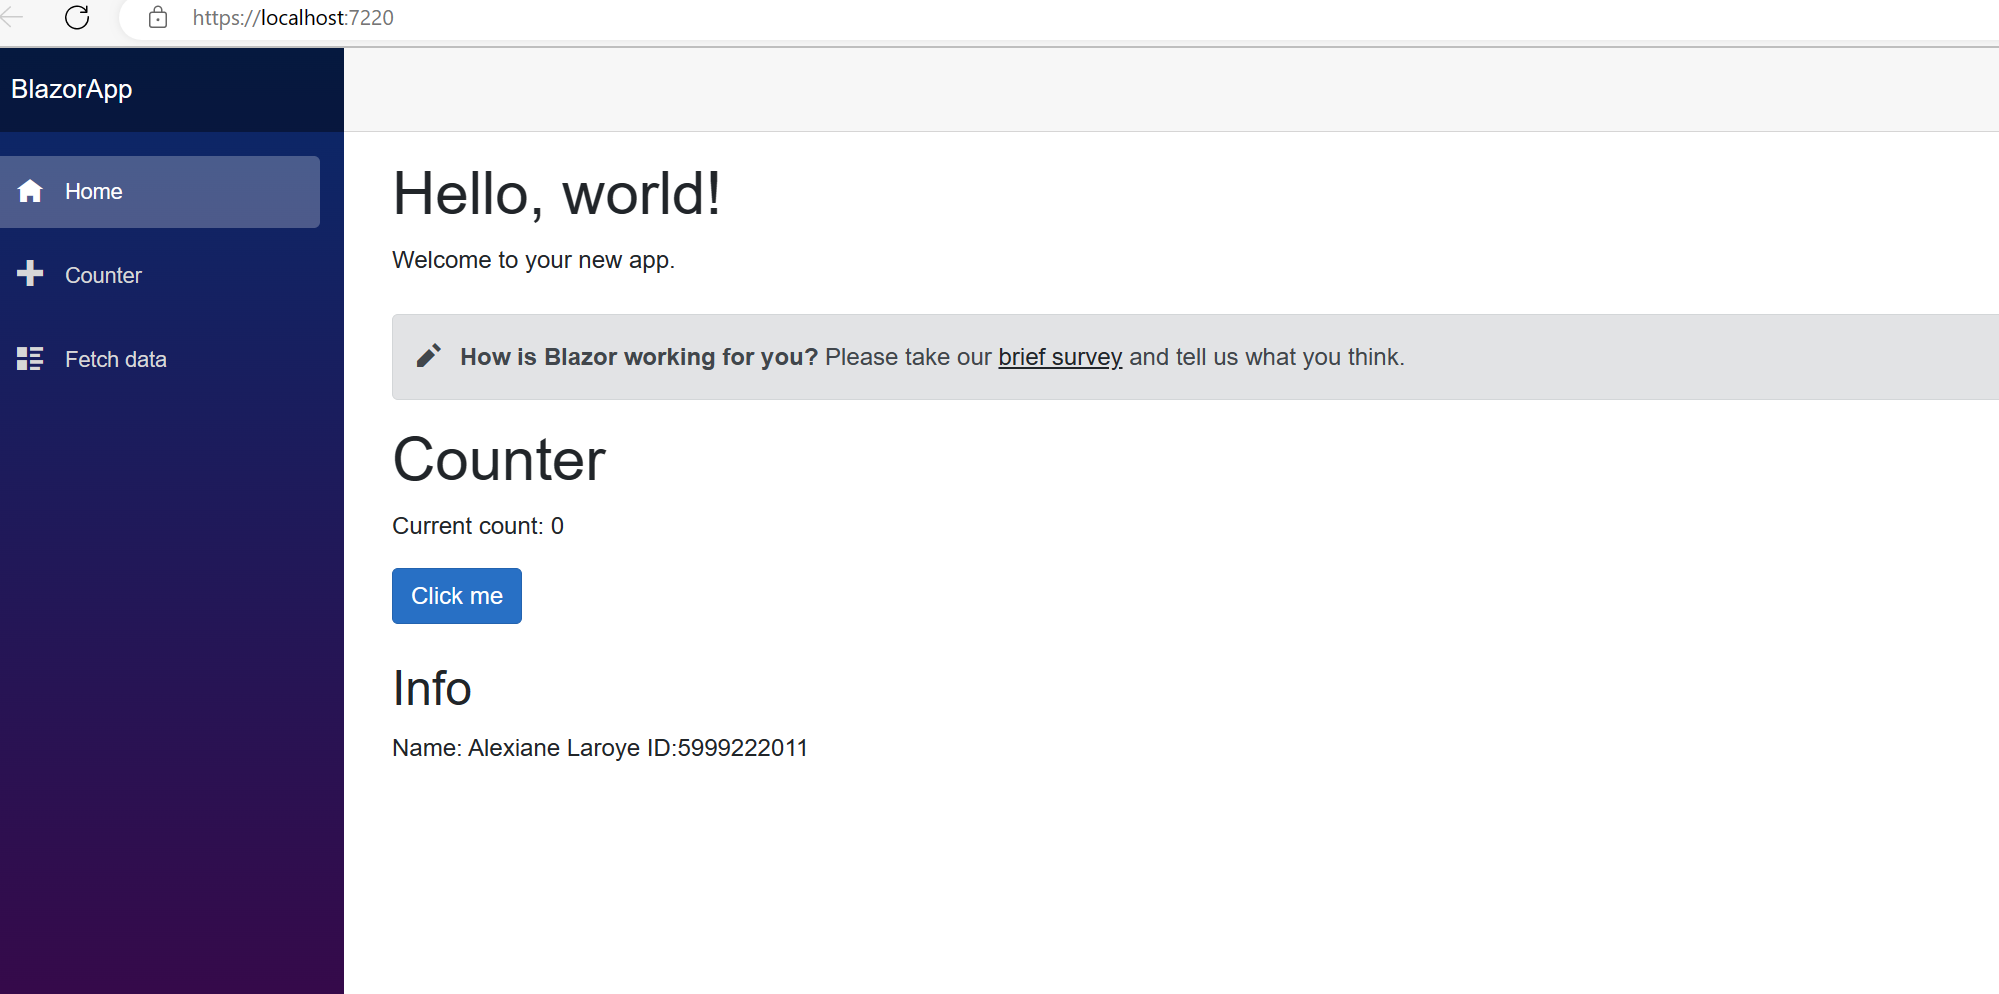 https://localhost:7220
BlazorApp
Home
Counter
Fetch data
Hello, world!
Welcome to your new app.
How is Blazor working for you? Please take our brief survey and tell us what you think.
Counter
Current count: 0
Click me
Info
Name: Alexiane Laroye ID:5999222011